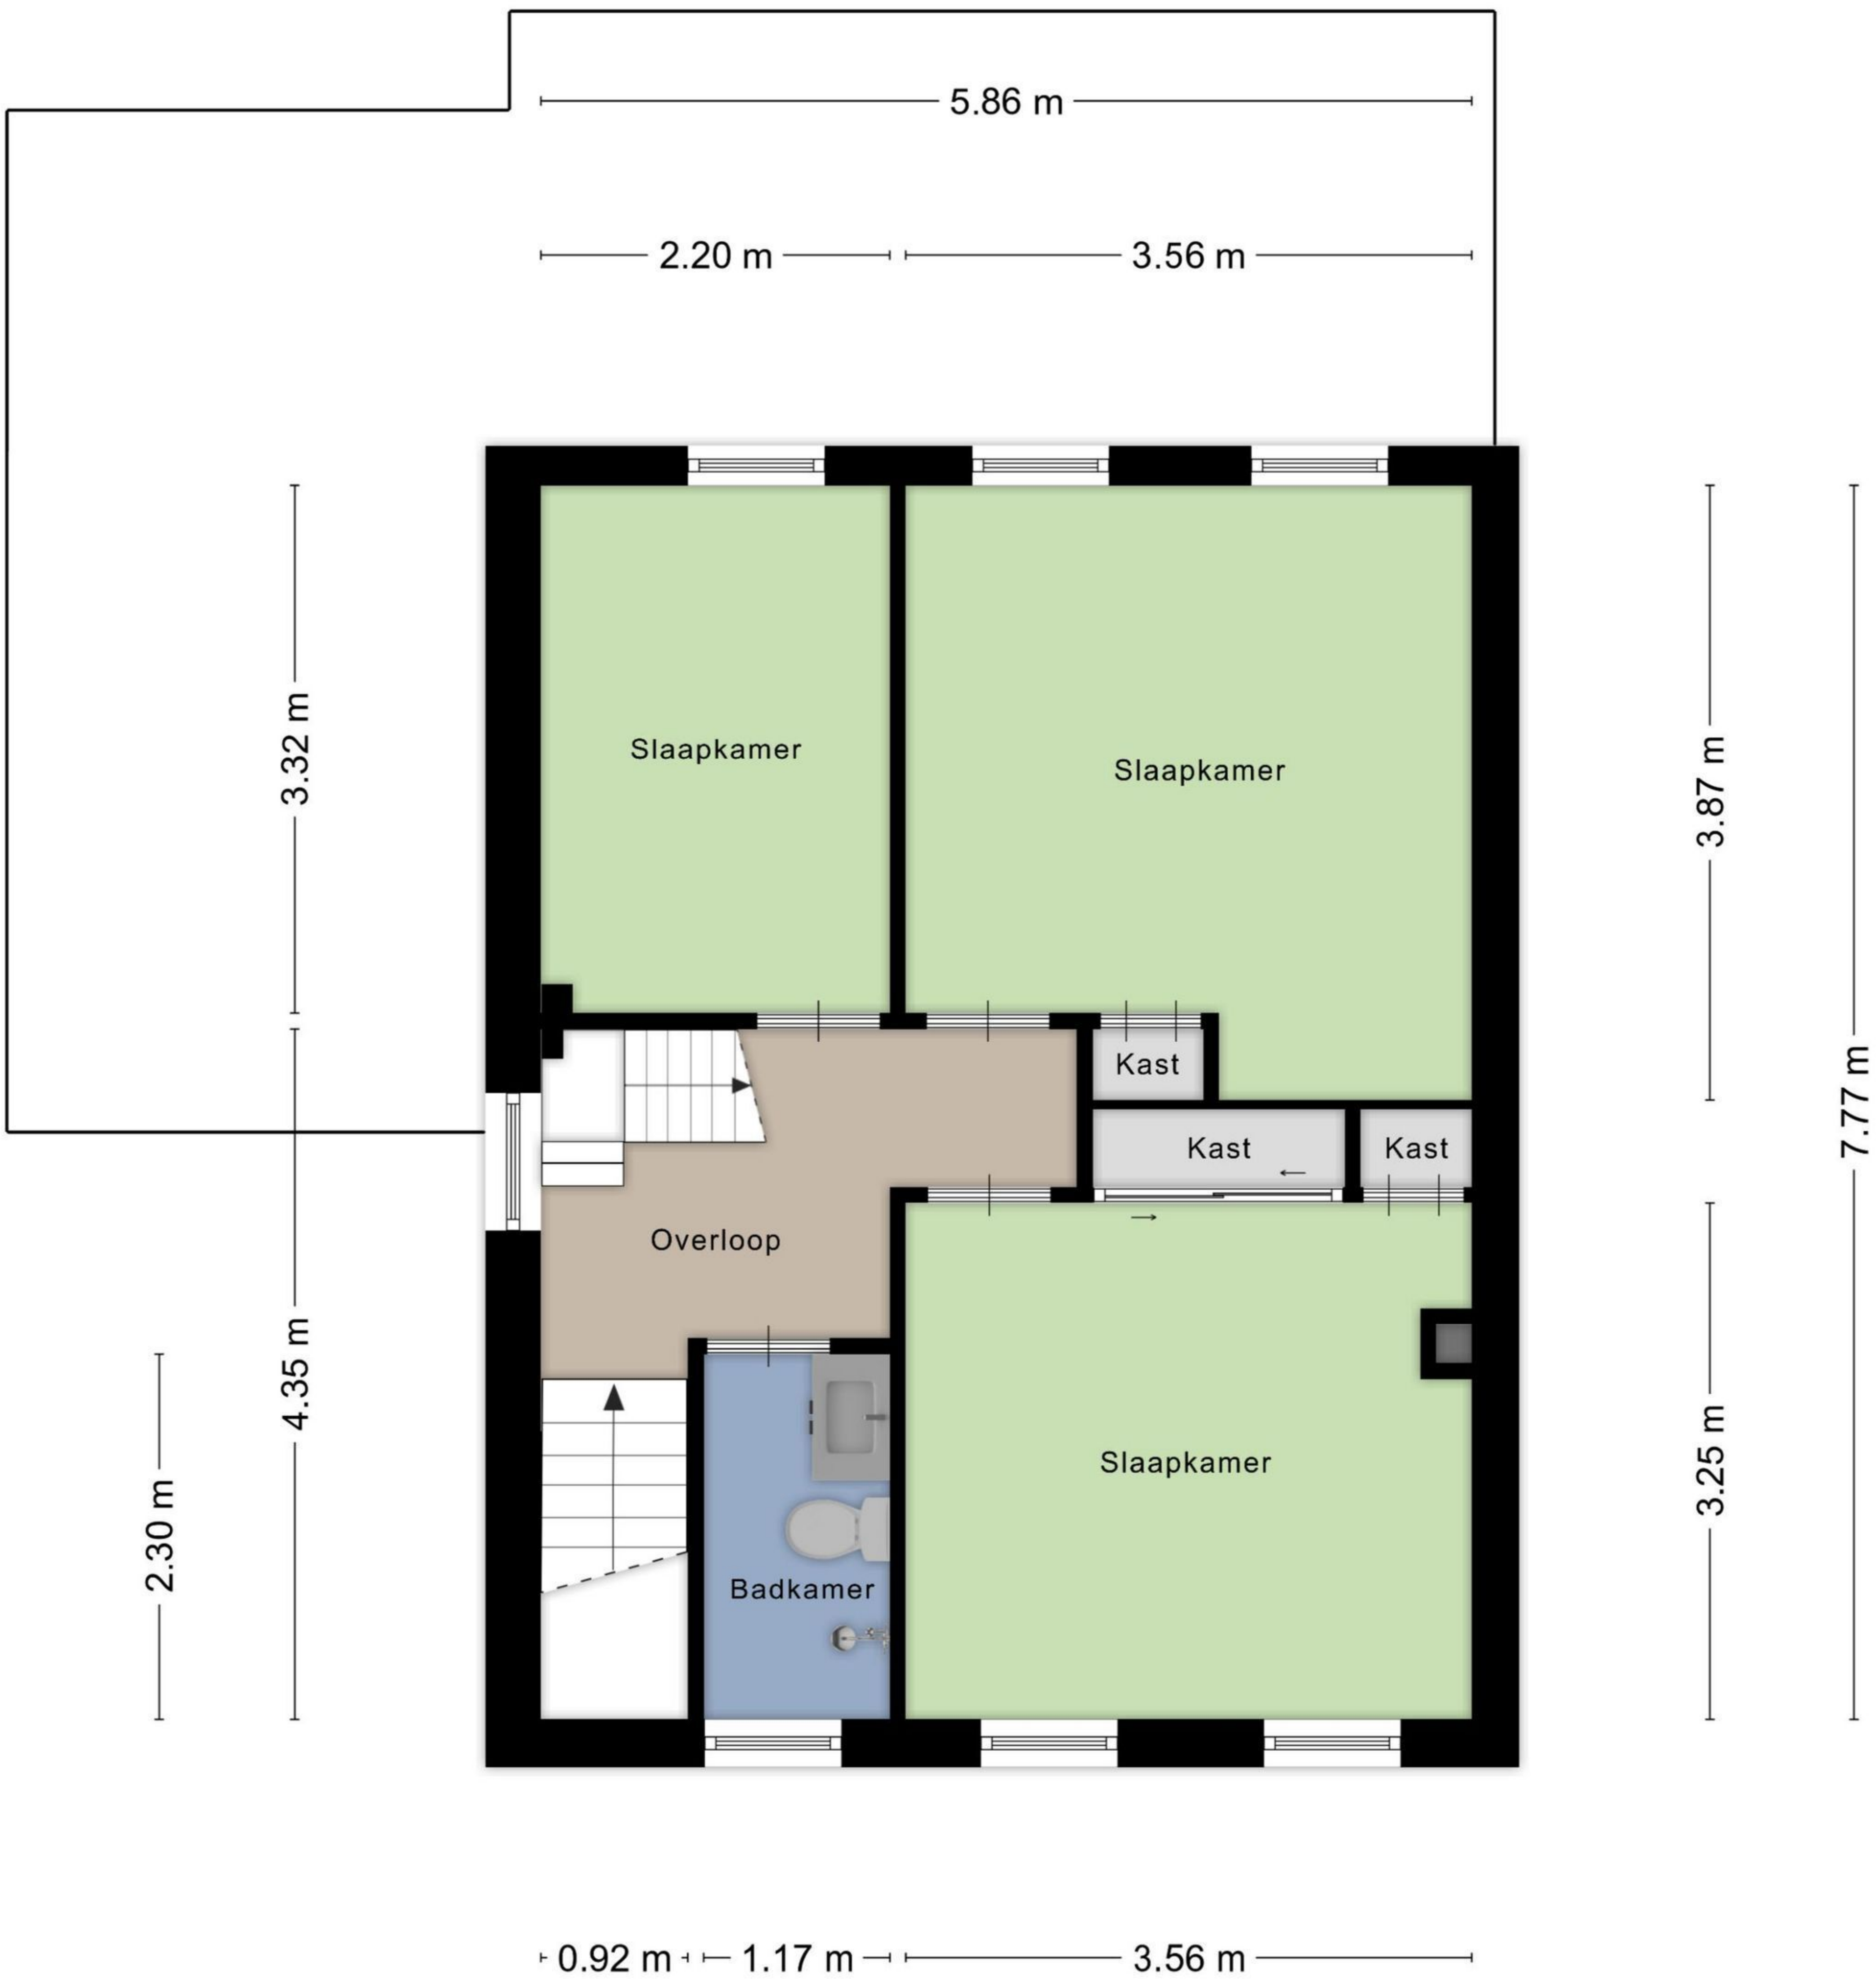 5.86 m
2.20 m
3.56 m
3.32 m
Slaapkamer
Slaapkamer
3.87 m
Kast
7.77 m
Kast
Kast
Overloop
4.35 m
3.25 m
Slaapkamer
2.30 m
Badkamer
0.92 m
1.17 m
3.56 m